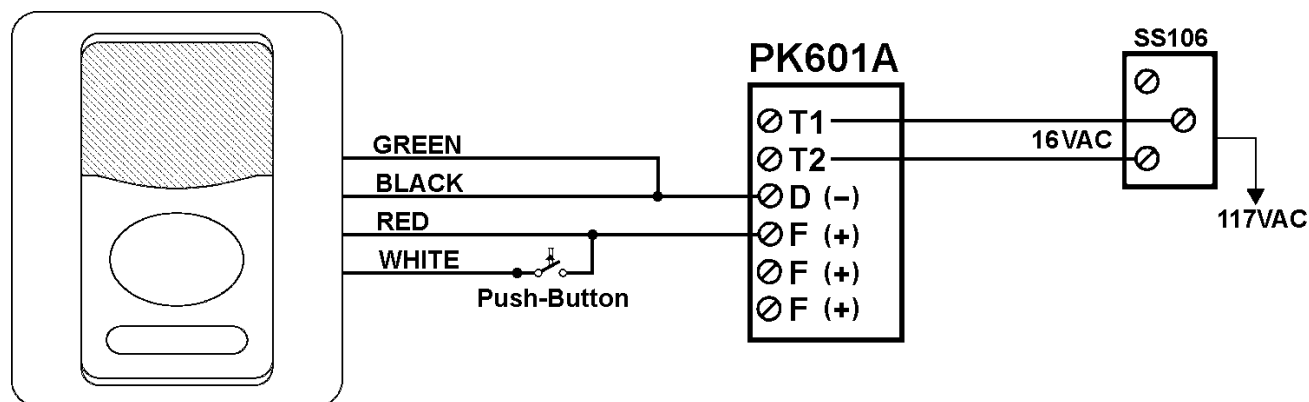 SS106
PK601A
T1
T2
16VAC
D (–)
F (+)
F (+)
F (+)
117VAC
GREEN
BLACK
RED
WHITE
Push-Button